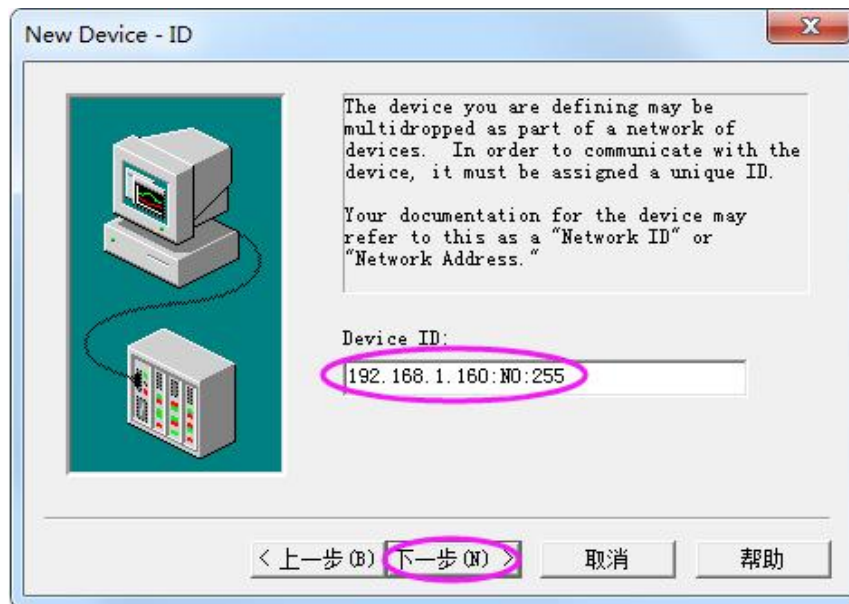 New Device - ID
The device you are defining may be
multidropped as part of a network of
devices.  In order to communicate with the
device, it must be assigned a unique ID.
Your documentation for the device may
refer to this as a "Network ID" or
"Network Address."
Device ID:
192.168.1.160:N0:255
< 上一步(B) 下一步(N) > 取消 帮助